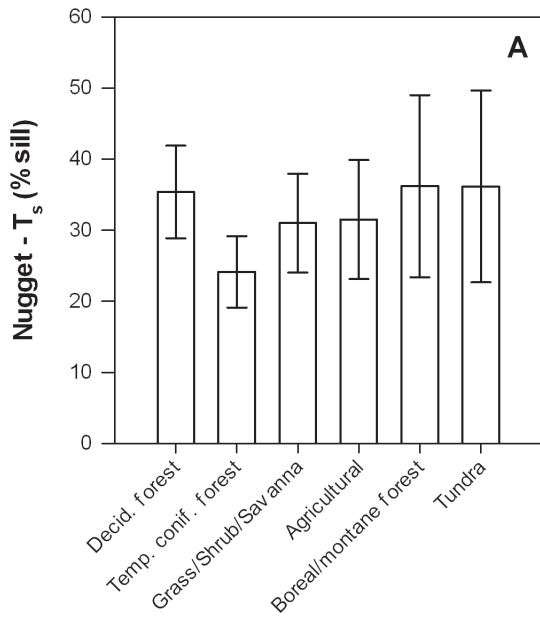 A
Nugget - Ts (% sill)
60
50
40
30
20
10
0
Decid. forest
Temp. conif. forest
Grass/Shrub/Savanna
Agricultural
Boreal/montane forest
Tundra